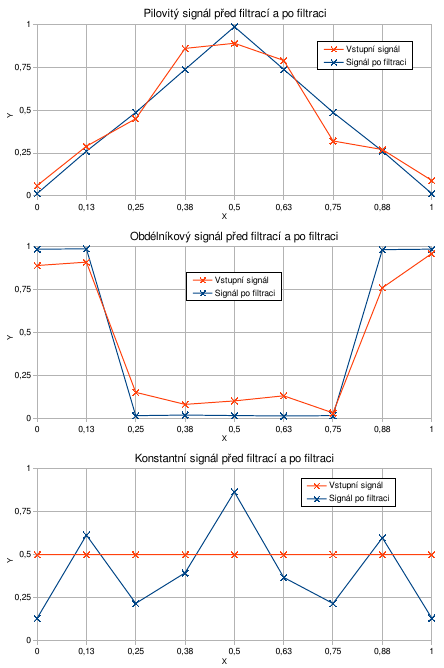 Pilovitý signál před filtrací a po filtraci
1
0,75
0,5
0,25
0
Y
Vstupní signál
Signál po filtraci
0 0,13 0,25 0,38 0,5 0,63 0,75 0,88 1
X
Obdélníkový signál před filtrací a po filtraci
1
0,75
0,5
0,25
0
Y
Vstupní signál
Signál po filtraci
0 0,13 0,25 0,38 0,5 0,63 0,75 0,88 1
X
Konstantní signál před filtrací a po filtraci
1
0,75
0,5
0,25
0
Y
Vstupní signál
Signál po filtraci
0 0,13 0,25 0,38 0,5 0,63 0,75 0,88 1
X